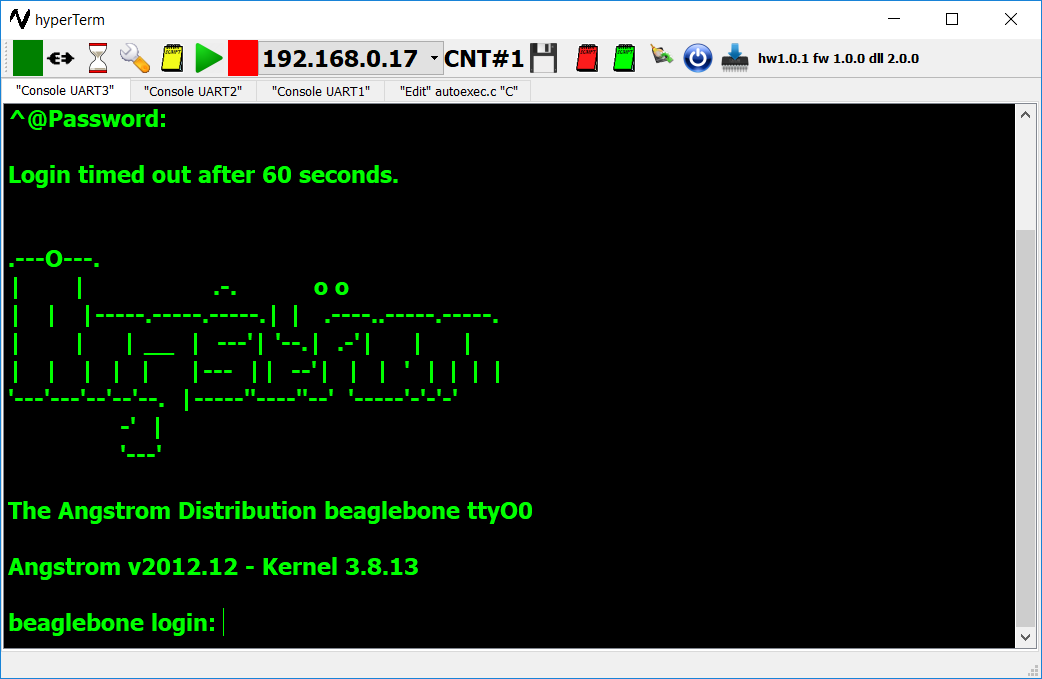 hyperTerm
192.168.0.17 CNT#1 hw1.0.1 fw 1.0.0 dll 2.0.0
"Console UART3" "Console UART2" "Console UART1" "Edit" autoexec.c "C"
^@Password:
Login timed out after 60 seconds.
.---O---.
|       |                  .-.           o o
|   |   |-----.-----.-----.| |   .----..-----.-----.
|       |     | __  |  ---'| '--.|  .-'|     |     |
|   |   |  |  |     |---  ||  --'|  |  |  '  | | | |
'---'---'--'--'--.  |-----''----''--'  '-----'-'-'-'
                -'  |
                '---'
The Angstrom Distribution beaglebone ttyO0
Angstrom v2012.12 - Kernel 3.8.13
beaglebone login: